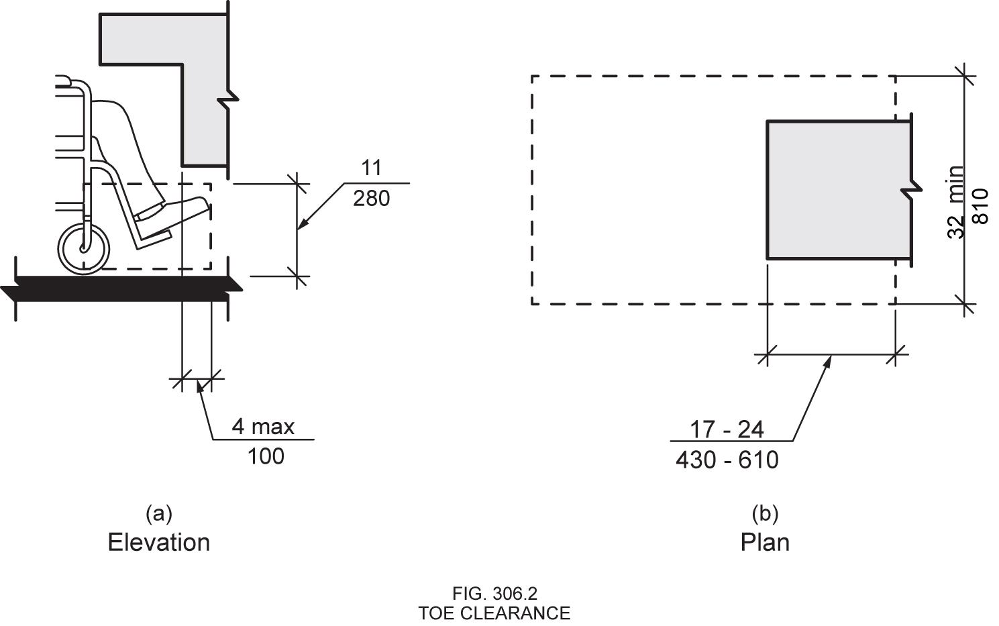 11
280
4 max
100
(a)
Elevation
32 min
810
17 - 24
430 - 610
(b)
Plan
FIG. 306.2
TOE CLEARANCE